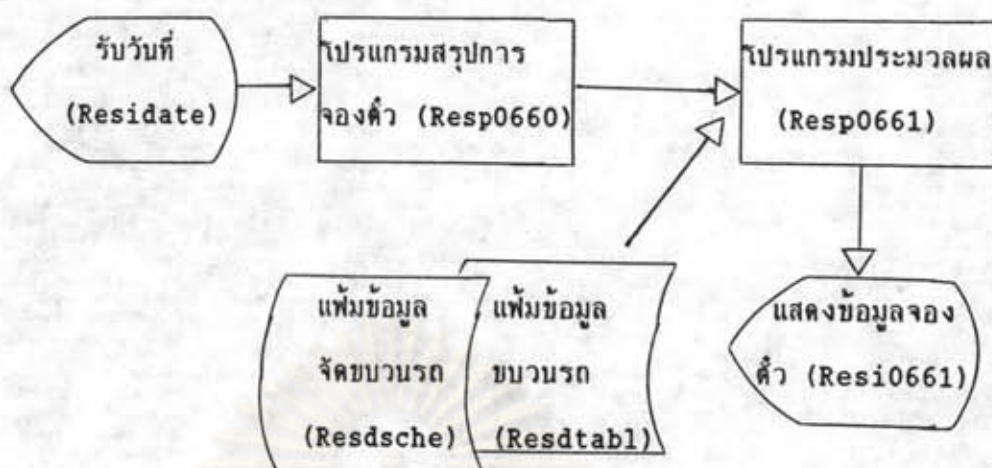 รับวันที่
(Residate)
โปรแกรมสรุปการ
จองตั๋ว (Resp0660)
โปรแกรมประมวลผล
(Resp0661)
แฟ้มข้อมูล
จัดขบวนรถ
(Resdsche)
แฟ้มข้อมูล
ขบวนรถ
(Resdtabl)
แสดงข้อมูลจอง
ตั๋ว (Resi0661)